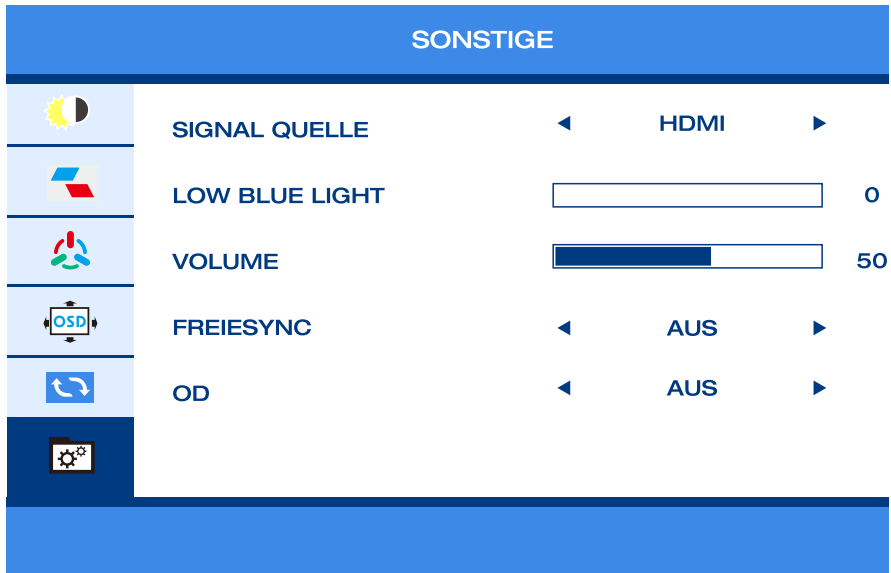 SONSTIGE
SIGNAL QUELLE HDMI
LOW BLUE LIGHT 0
VOLUME 50
FREIESYNC AUS
OSD
OD AUS